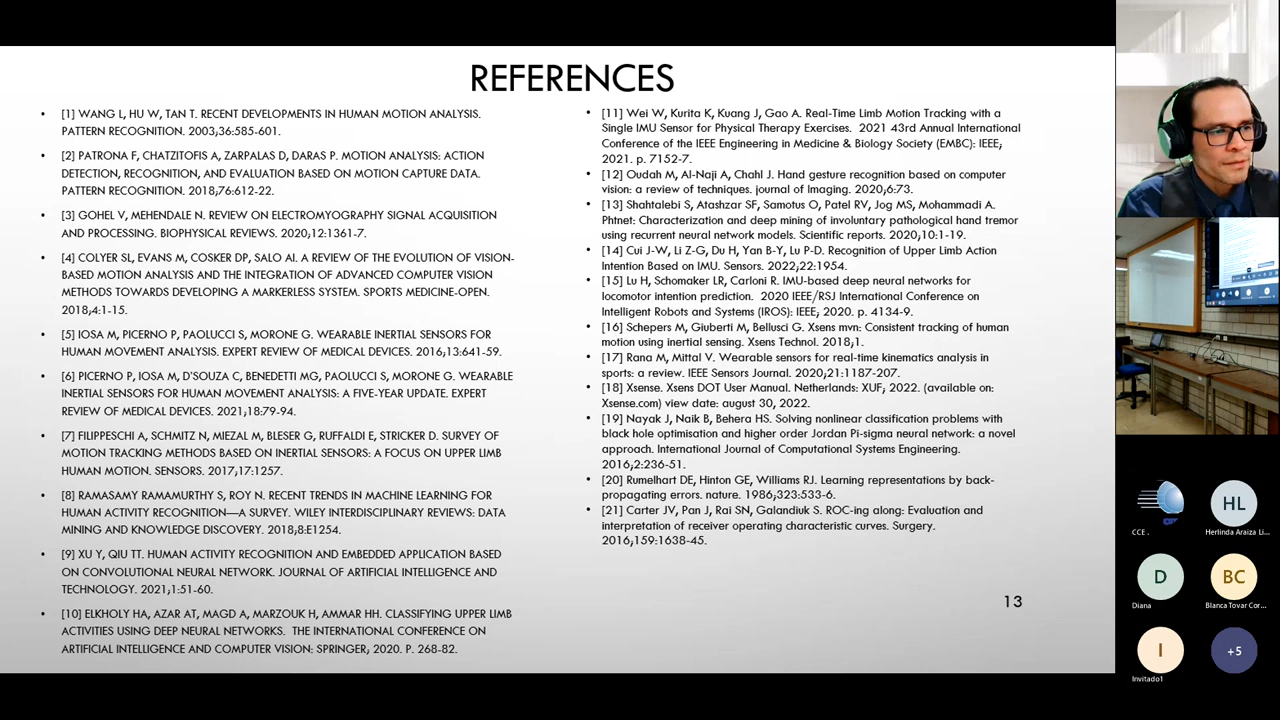 REFERENCES
• [1] WANG L, HU W, TAN T. RECENT DEVELOPMENTS IN HUMAN MOTION ANALYSIS.
PATTERN RECOGNITION. 2003;36:585-601.
• [2] PATRONA F, CHATZITOFIS A, ZARPALAS D, DARAS P. MOTION ANALYSIS: ACTION
DETECTION, RECOGNITION, AND EVALUATION BASED ON MOTION CAPTURE DATA.
PATTERN RECOGNITION. 2018;76:612-22.
• [3] GOHEL V, MEHENDALE N. REVIEW ON ELECTROMYOGRAPHY SIGNAL ACQUISITION
AND PROCESSING. BIOPHYSICAL REVIEWS. 2020;12:1361-7.
• [4] COLYER SL, EVANS M, COSKER DP, SALO AI. A REVIEW OF THE EVOLUTION OF VISION-
BASED MOTION ANALYSIS AND THE INTEGRATION OF ADVANCED COMPUTER VISION
METHODS TOWARDS DEVELOPING A MARKERLESS SYSTEM. SPORTS MEDICINE-OPEN.
2018;4:1-15.
• [5] IOSA M, PICERNO P, PAOLUCCI S, MORONE G. WEARABLE INERTIAL SENSORS FOR
HUMAN MOVEMENT ANALYSIS. EXPERT REVIEW OF MEDICAL DEVICES. 2016;13:641-59.
• [6] PICERNO P, IOSA M, D'SOUZA C, BENEDETTI MG, PAOLUCCI S, MORONE G. WEARABLE
INERTIAL SENSORS FOR HUMAN MOVEMENT ANALYSIS: A FIVE-YEAR UPDATE. EXPERT
REVIEW OF MEDICAL DEVICES. 2021;18:79-94.
• [7] FILIPPESCHI A, SCHMITZ N, MIEZAL M, BLESER G, RUFFALDI E, STRICKER D. SURVEY OF
MOTION TRACKING METHODS BASED ON INERTIAL SENSORS: A FOCUS ON UPPER LIMB
HUMAN MOTION. SENSORS. 2017;17:1257.
• [8] RAMASAMY RAMAMURTHY S, ROY N. RECENT TRENDS IN MACHINE LEARNING FOR
HUMAN ACTIVITY RECOGNITION—A SURVEY. WILEY INTERDISCIPLINARY REVIEWS: DATA
MINING AND KNOWLEDGE DISCOVERY. 2018;8:E1254.
• [9] XU Y, QIU TT. HUMAN ACTIVITY RECOGNITION AND EMBEDDED APPLICATION BASED
ON CONVOLUTIONAL NEURAL NETWORK. JOURNAL OF ARTIFICIAL INTELLIGENCE AND
TECHNOLOGY. 2021;1:51-60.
• [10] ELKHOLY HA, AZAR AT, MAGD A, MARZOUK H, AMMAR HH. CLASSIFYING UPPER LIMB
ACTIVITIES USING DEEP NEURAL NETWORKS. THE INTERNATIONAL CONFERENCE ON
ARTIFICIAL INTELLIGENCE AND COMPUTER VISION: SPRINGER; 2020. P. 268-82.
• [11] Wei W, Kurita K, Kuang J, Gao A. Real-Time Limb Motion Tracking with a
Single IMU Sensor for Physical Therapy Exercises. 2021 43rd Annual International
Conference of the IEEE Engineering in Medicine & Biology Society (EMBC): IEEE;
2021. p. 7152-7.
• [12] Oudah M, Al-Naji A, Chahl J. Hand gesture recognition based on computer
vision: a review of techniques. journal of Imaging. 2020;6:73.
• [13] Shahtalebi S, Atashzar SF, Samotus O, Patel RV, Jog MS, Mohammadi A.
Phtnet: Characterization and deep mining of involuntary pathological hand tremor
using recurrent neural network models. Scientific reports. 2020;10:1-19.
• [14] Cui J-W, Li Z-G, Du H, Yan B-Y, Lu P-D. Recognition of Upper Limb Action
Intention Based on IMU. Sensors. 2022;22:1954.
• [15] Lu H, Schomaker LR, Carloni R. IMU-based deep neural networks for
locomotor intention prediction. 2020 IEEE/RSJ International Conference on
Intelligent Robots and Systems (IROS): IEEE; 2020. p. 4134-9.
• [16] Schepers M, Giuberti M, Bellusci G. Xsens mvn: Consistent tracking of human
motion using inertial sensing. Xsens Technol. 2018;1.
• [17] Rana M, Mittal V. Wearable sensors for real-time kinematics analysis in
sports: a review. IEEE Sensors Journal. 2020;21:1187-207.
• [18] Xsense. Xsens DOT User Manual. Netherlands: XUF; 2022. (available on:
Xsense.com) view date: august 30, 2022.
• [19] Nayak J, Naik B, Behera HS. Solving nonlinear classification problems with
black hole optimisation and higher order Jordan Pi-sigma neural network: a novel
approach. International Journal of Computational Systems Engineering.
2016;2:236-51.
• [20] Rumelhart DE, Hinton GE, Williams RJ. Learning representations by back-
propagating errors. nature. 1986;323:533-6.
• [21] Carter JV, Pan J, Rai SN, Galandiuk S. ROC-ing along: Evaluation and
interpretation of receiver operating characteristic curves. Surgery.
2016;159:1638-45.
13
CCE .
HL
Herlinda Araiza Li...
D
Diana
BC
Blanca Tovar Cor...
I
Invitado1
+5